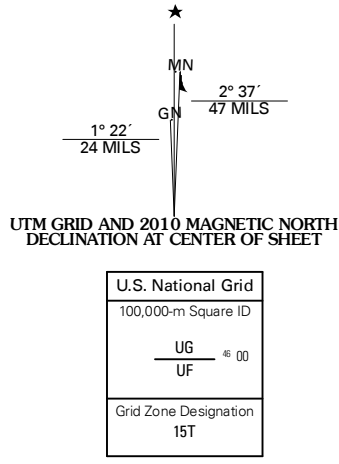 ★
MN
GN
2° 37´
47 MILS
1° 22´
24 MILS
UTM GRID AND 2010 MAGNETIC NORTH
DECLINATION AT CENTER OF SHEET
U.S. National Grid
100,000-m Square ID
UG
46 00
UF
Grid Zone Designation
15T